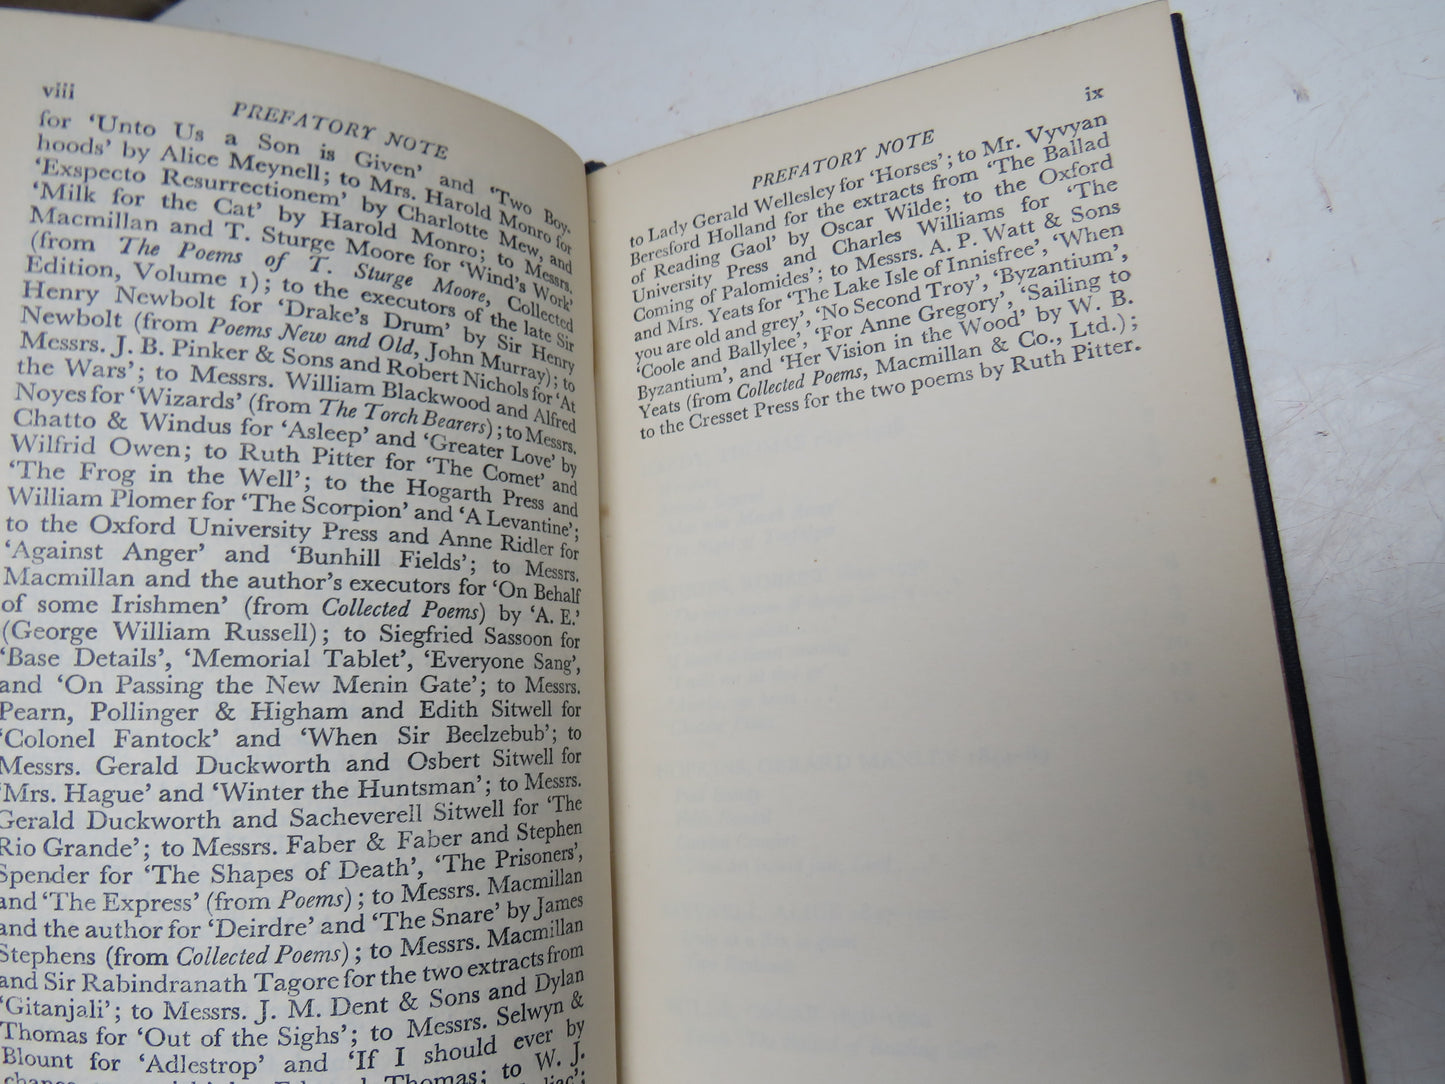 viii
PREFATORY NOTE
for ‘Unto Us a Son is Given’ and ‘Two Boy-
hoods’ by Alice Meynell; to Mrs. Harold Monro for
‘Exspecto Resurrectionem’ by Charlotte Mew, and
‘Milk for the Cat’ by Harold Monro; to Messrs.
Macmillan and T. Sturge Moore for ‘Wind’s Work’
(from The Poems of T. Sturge Moore, Collected
Edition, Volume 1); to the executors of the late Sir
Henry Newbolt for ‘Drake’s Drum’ by Sir Henry
Newbolt (from Poems New and Old, John Murray); to
Messrs. J. B. Pinker & Sons and Robert Nichols for ‘At
the Wars’; to Messrs. William Blackwood and Alfred
Noyes for ‘Wizards’ (from The Torch Bearers); to Messrs.
Chatto & Windus for ‘Asleep’ and ‘Greater Love’ by
Wilfrid Owen; to Ruth Pitter for ‘The Comet’ and
‘The Frog in the Well’; to the Hogarth Press and
William Plomer for ‘The Scorpion’ and ‘A Levantine’;
to the Oxford University Press and Anne Ridler for
‘Against Anger’ and ‘Bunhill Fields’; to Messrs.
Macmillan and the author’s executors for ‘On Behalf
of some Irishmen’ (from Collected Poems) by ‘A. E.’
(George William Russell); to Siegfried Sassoon for
‘Base Details’, ‘Memorial Tablet’, ‘Everyone Sang’,
and ‘On Passing the New Menin Gate’; to Messrs.
Pearn, Pollinger & Higham and Edith Sitwell for
‘Colonel Fantock’ and ‘When Sir Beelzebub’; to
Messrs. Gerald Duckworth and Osbert Sitwell for
‘Mrs. Hague’ and ‘Winter the Huntsman’; to Messrs.
Gerald Duckworth and Sacheverell Sitwell for ‘The
Rio Grande’; to Messrs. Faber & Faber and Stephen
Spender for ‘The Shapes of Death’, ‘The Prisoners’,
and ‘The Express’ (from Poems); to Messrs. Macmillan
and the author for ‘Deirdre’ and ‘The Snare’ by James
Stephens (from Collected Poems); to Messrs. Macmillan
and Sir Rabindranath Tagore for the two extracts from
‘Gitanjali’; to Messrs. J. M. Dent & Sons and Dylan
Thomas for ‘Out of the Sighs’; to Messrs. Selwyn &
Blount for ‘Adlestrop’ and ‘If I should ever by
Thomas; to W. J.
ix
PREFATORY NOTE
to Lady Gerald Wellesley for ‘Horses’; to Mr. Vyvyan
Beresford Holland for the extracts from ‘The Ballad
of Reading Gaol’ by Oscar Wilde; to the Oxford
University Press and Charles Williams for ‘The
Coming of Palomides’; to Messrs. A. P. Watt & Sons
and Mrs. Yeats for ‘The Lake Isle of Innisfree’, ‘When
you are old and grey’, ‘No Second Troy’, ‘Byzantium’,
‘Coole and Ballylee’, ‘For Anne Gregory’, ‘Sailing to
Byzantium’, and ‘Her Vision in the Wood’ by W. B.
Yeats (from Collected Poems, Macmillan & Co., Ltd.);
to the Cresset Press for the two poems by Ruth Pitter.